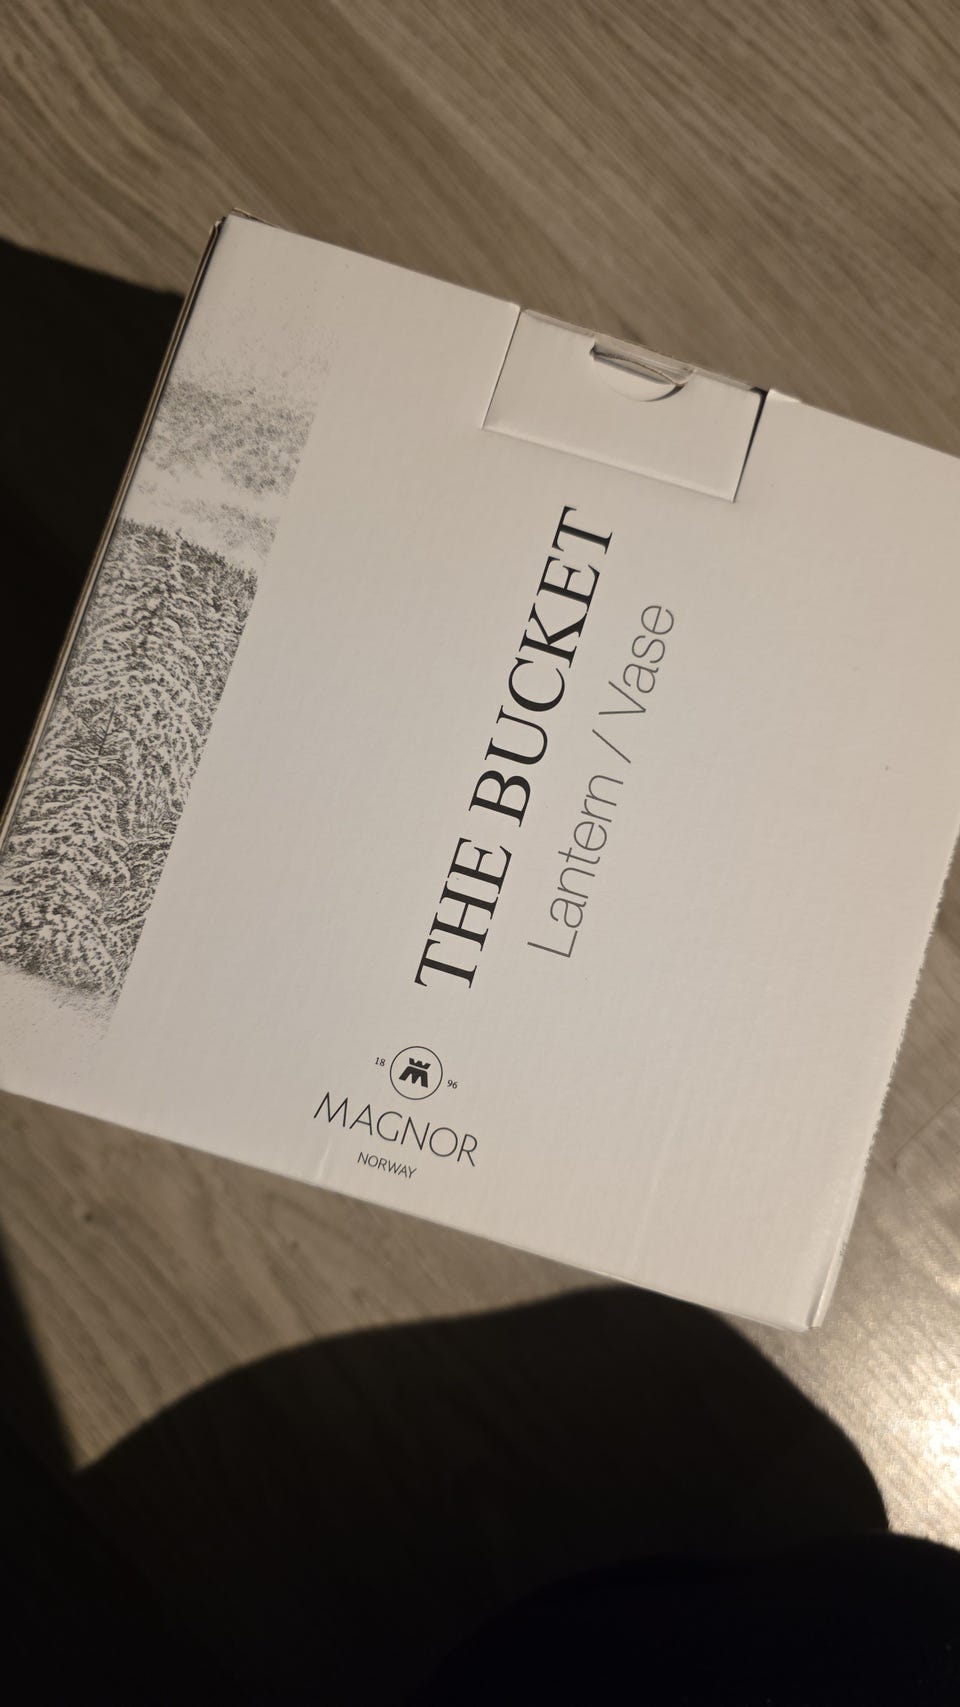 THE BUCKET
Lantern / Vase
18 M 96
MAGNOR
NORWAY